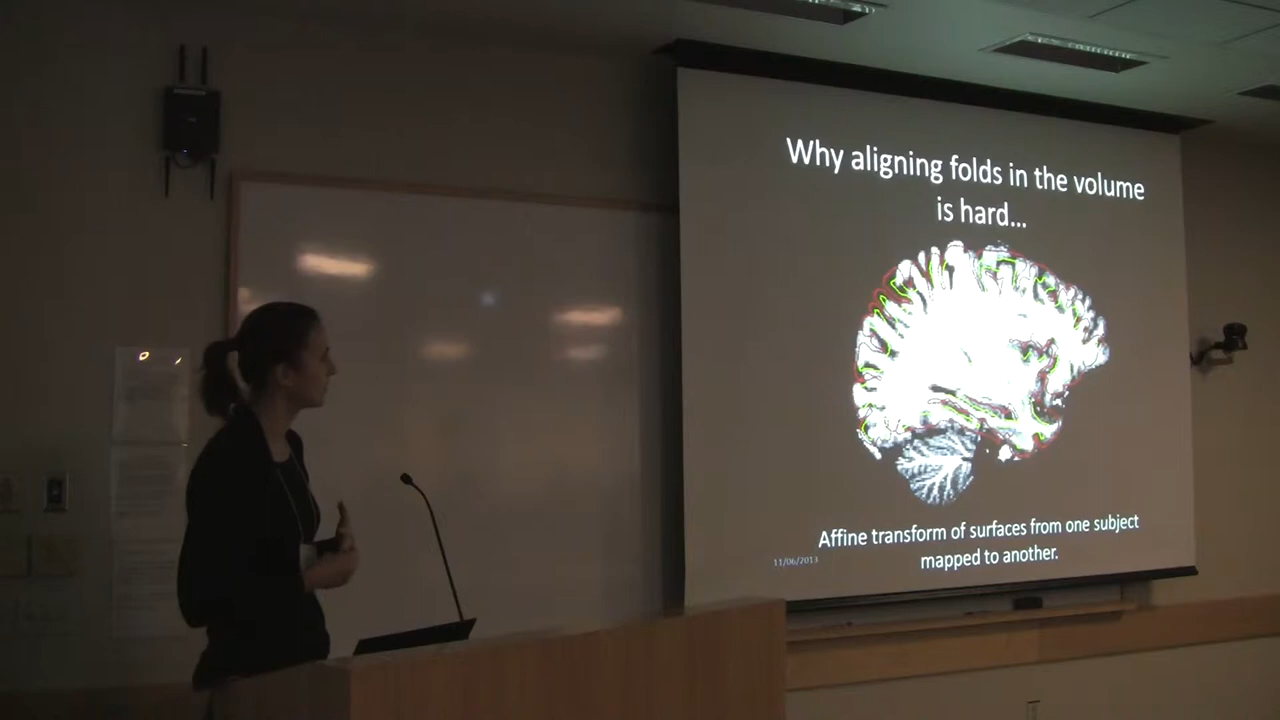 Why aligning folds in the volume
is hard...
Affine transform of surfaces from one subject
mapped to another.
11/06/2013